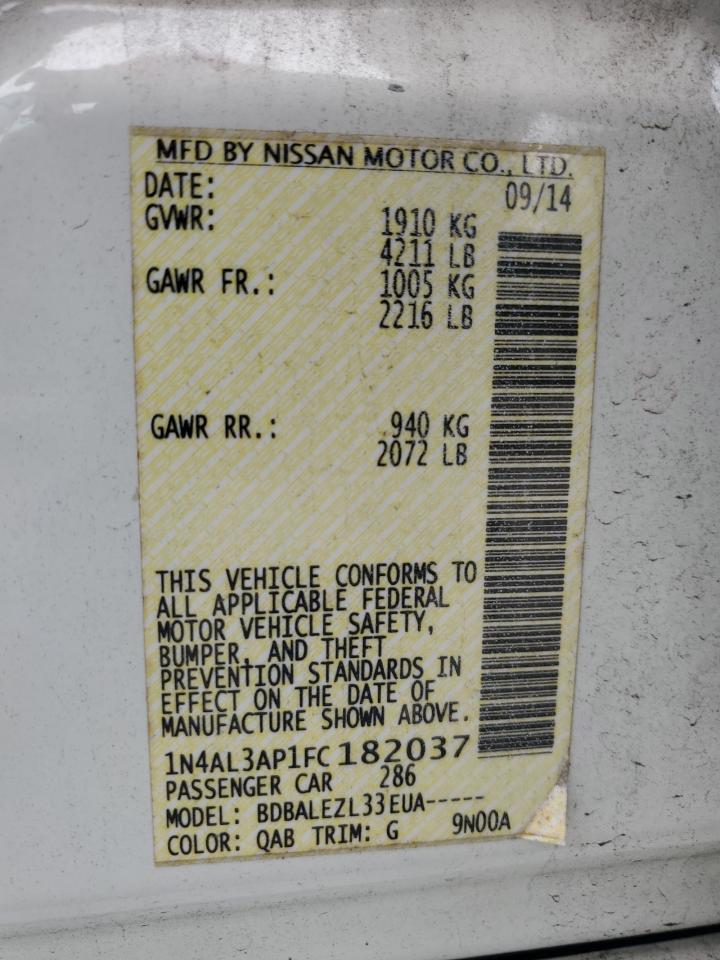 MFD BY NISSAN MOTOR CO., LTD.
DATE: 09/14
GVWR: 1910 KG
4211 LB
GAWR FR.: 1005 KG
2216 LB
GAWR RR.: 940 KG
2072 LB
THIS VEHICLE CONFORMS TO
ALL APPLICABLE FEDERAL
MOTOR VEHICLE SAFETY,
BUMPER, AND THEFT
PREVENTION STANDARDS IN
EFFECT ON THE DATE OF
MANUFACTURE SHOWN ABOVE.
1N4AL3AP1FC182037
PASSENGER CAR 286
MODEL: BDBALEZL33EUA-----
COLOR: QAB TRIM: G 9N00A